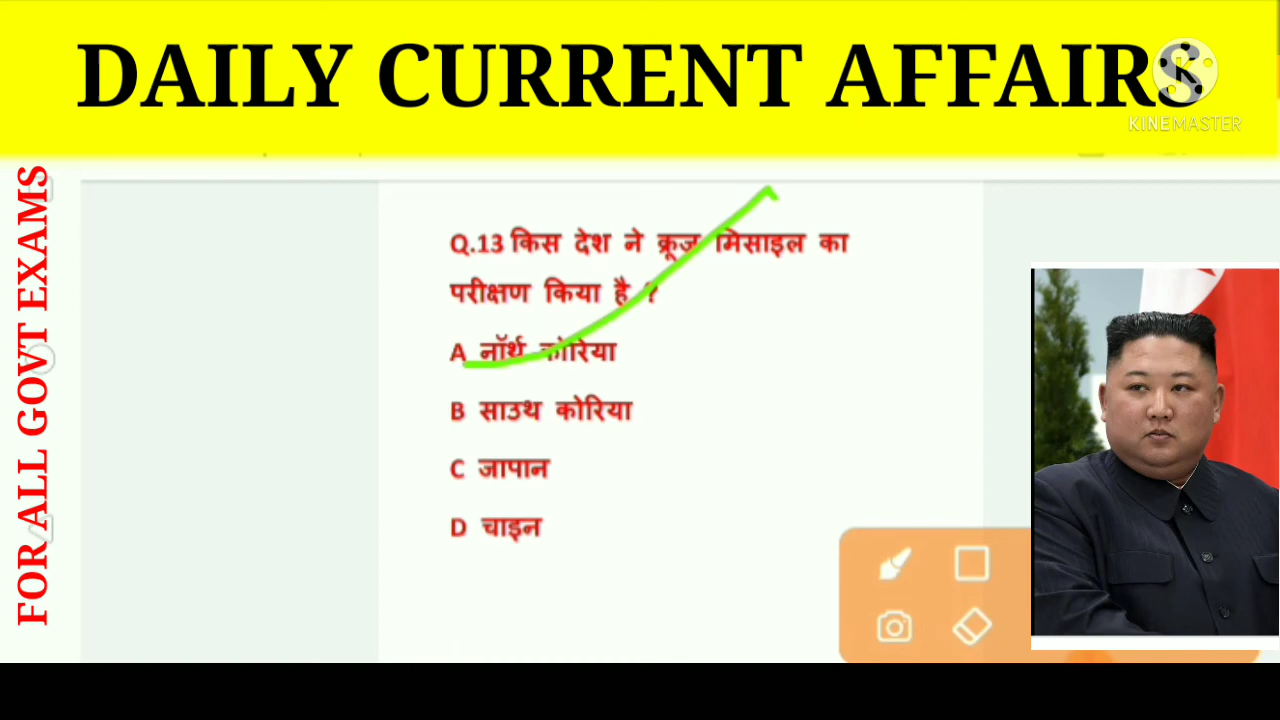 DAILY CURRENT AFFAIRS
KINEMASTER
FOR ALL GOVT EXAMS
Q.13 किस देश ने क्रूज मिसाइल का
परीक्षण किया है ?
A नॉर्थ कोरिया
B साउथ कोरिया
C जापान
D चाइन